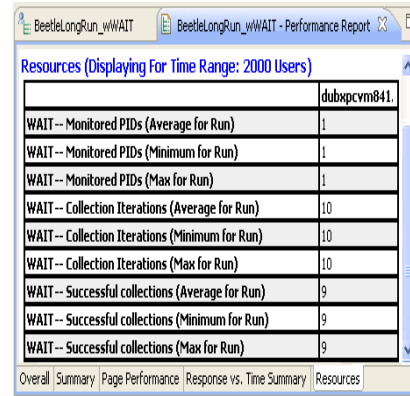 BeetleLongRun_wWAIT
BeetleLongRun_wWAIT - Performance Report
Resources (Displaying For Time Range: 2000 Users)
dubxpcvm841.
WAIT-- Monitored PIDs (Average for Run) 1
WAIT-- Monitored PIDs (Minimum for Run) 1
WAIT-- Monitored PIDs (Max for Run) 1
WAIT-- Collection Iterations (Average for Run) 10
WAIT-- Collection Iterations (Minimum for Run) 10
WAIT-- Collection Iterations (Max for Run) 10
WAIT-- Successful collections (Average for Run) 9
WAIT-- Successful collections (Minimum for Run) 9
WAIT-- Successful collections (Max for Run) 9
Overall Summary Page Performance Response vs. Time Summary Resources